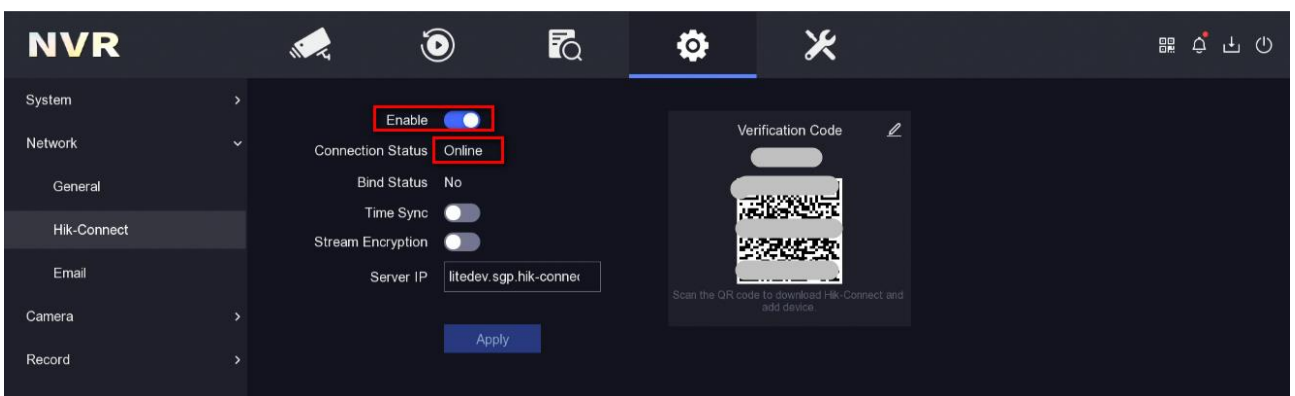 NVR
System
Network
General
Hik-Connect
Email
Camera
Record
Enable
Connection Status Online
Bind Status No
Time Sync
Stream Encryption
Server IP litedev.sgp.hik-connec
Apply
Verification Code
Scan the QR code to download Hik-Connect and
add device.